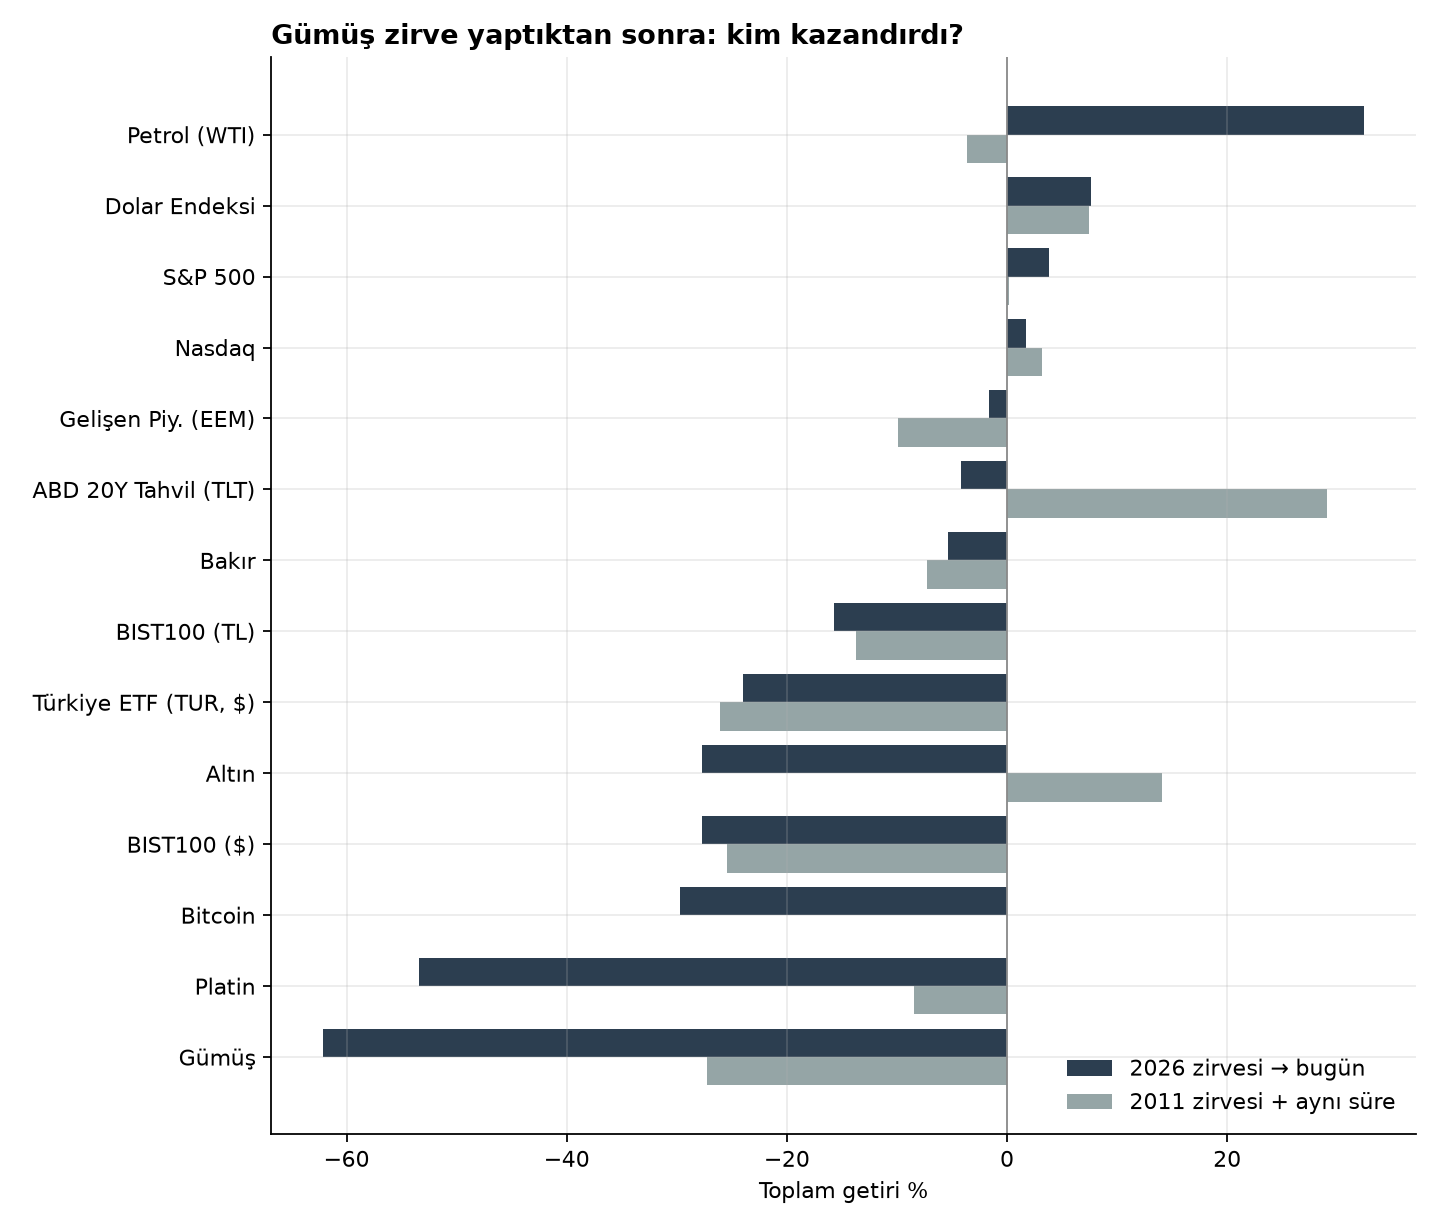 Gümüş zirve yaptıktan sonra: kim kazandırdı?
Petrol (WTI)
Dolar Endeksi
S&P 500
Nasdaq
Gelişen Piy. (EEM)
ABD 20Y Tahvil (TLT)
Bakır
BIST100 (TL)
Türkiye ETF (TUR, $)
Altın
BIST100 ($)
Bitcoin
Platin
Gümüş
2026 zirvesi → bugün
2011 zirvesi + aynı süre
−60 −40 −20 0 20
Toplam getiri %